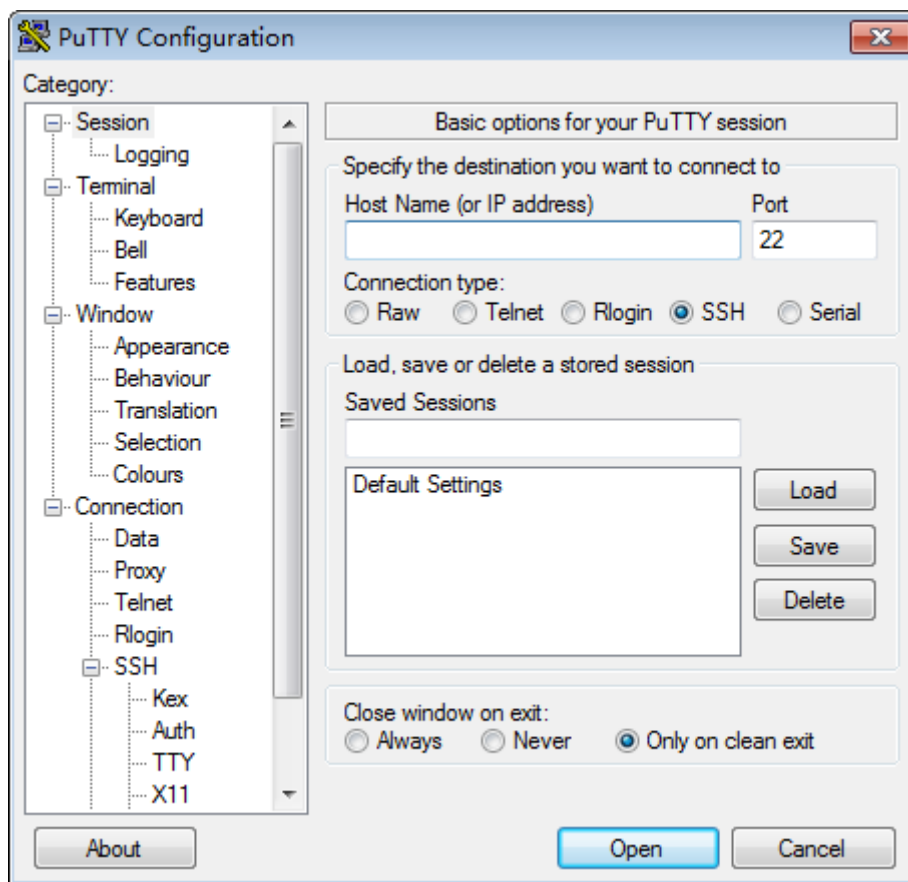 PuTTY Configuration
Category:
Session
Logging
Terminal
Keyboard
Bell
Features
Window
Appearance
Behaviour
Translation
Selection
Colours
Connection
Data
Proxy
Telnet
Rlogin
SSH
Kex
Auth
TTY
X11
Basic options for your PuTTY session
Specify the destination you want to connect to
Host Name (or IP address) Port
22
Connection type:
Raw Telnet Rlogin SSH Serial
Load, save or delete a stored session
Saved Sessions
Default Settings
Load
Save
Delete
Close window on exit:
Always Never Only on clean exit
About Open Cancel